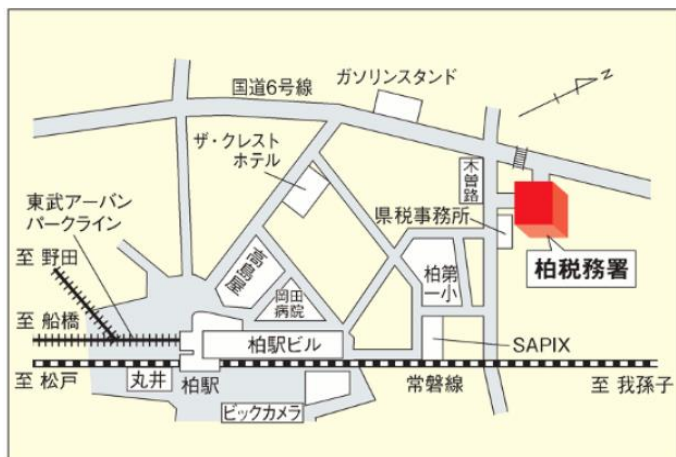 ガソリンスタンド
国道6号線
N
ザ・クレスト
ホテル
木曽路
東武アーバン
パークライン
県税事務所
至 野田
高島屋
柏第
一小
柏税務署
岡田
病院
至 船橋
柏駅ビル
SAPIX
至 松戸
丸井
柏駅
常磐線
至 我孫子
ビックカメラ